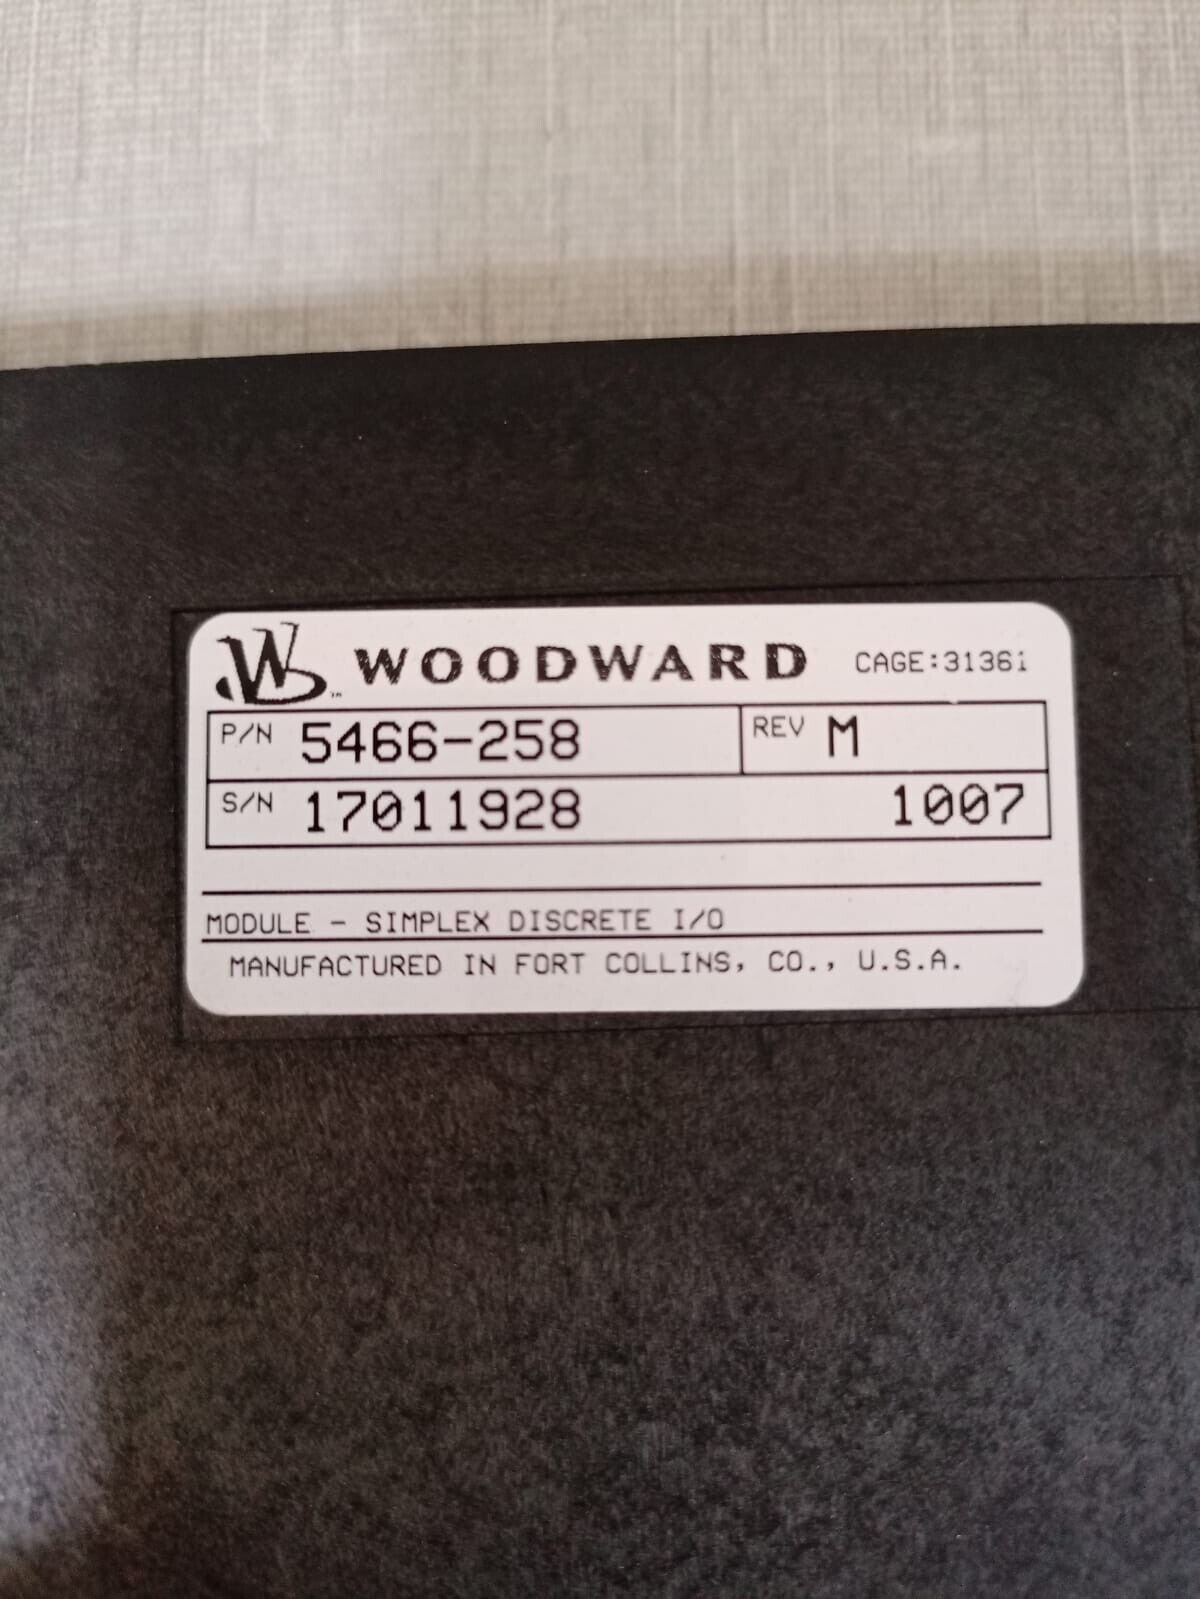 W WOODWARD CAGE:31361
P/N 5466-258 REV M
S/N 17011928 1007
MODULE - SIMPLEX DISCRETE I/O
MANUFACTURED IN FORT COLLINS, CO., U.S.A.